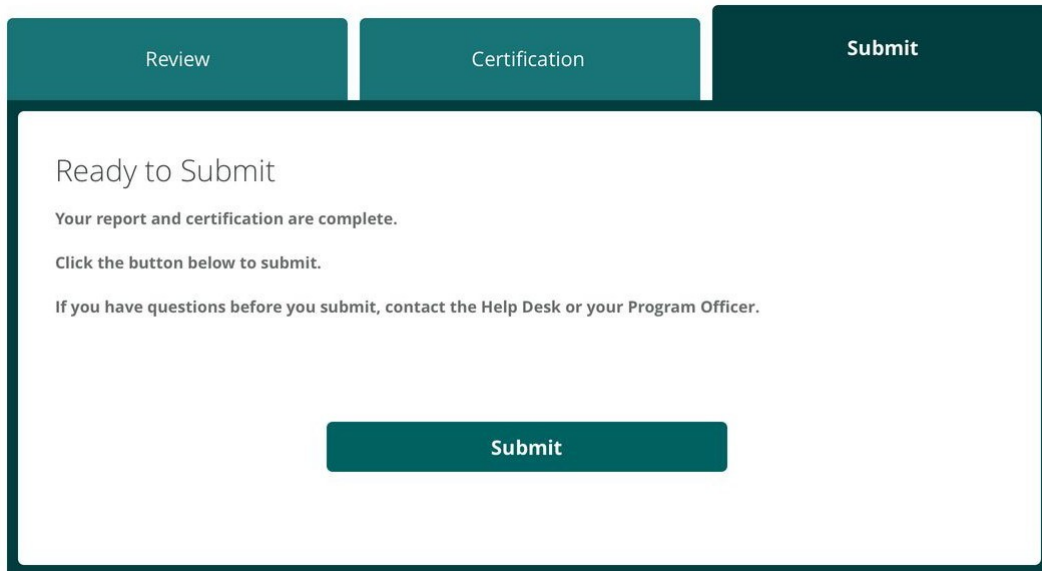 Review
Certification
Submit
Ready to Submit
Your report and certification are complete.
Click the button below to submit.
If you have questions before you submit, contact the Help Desk or your Program Officer.
Submit